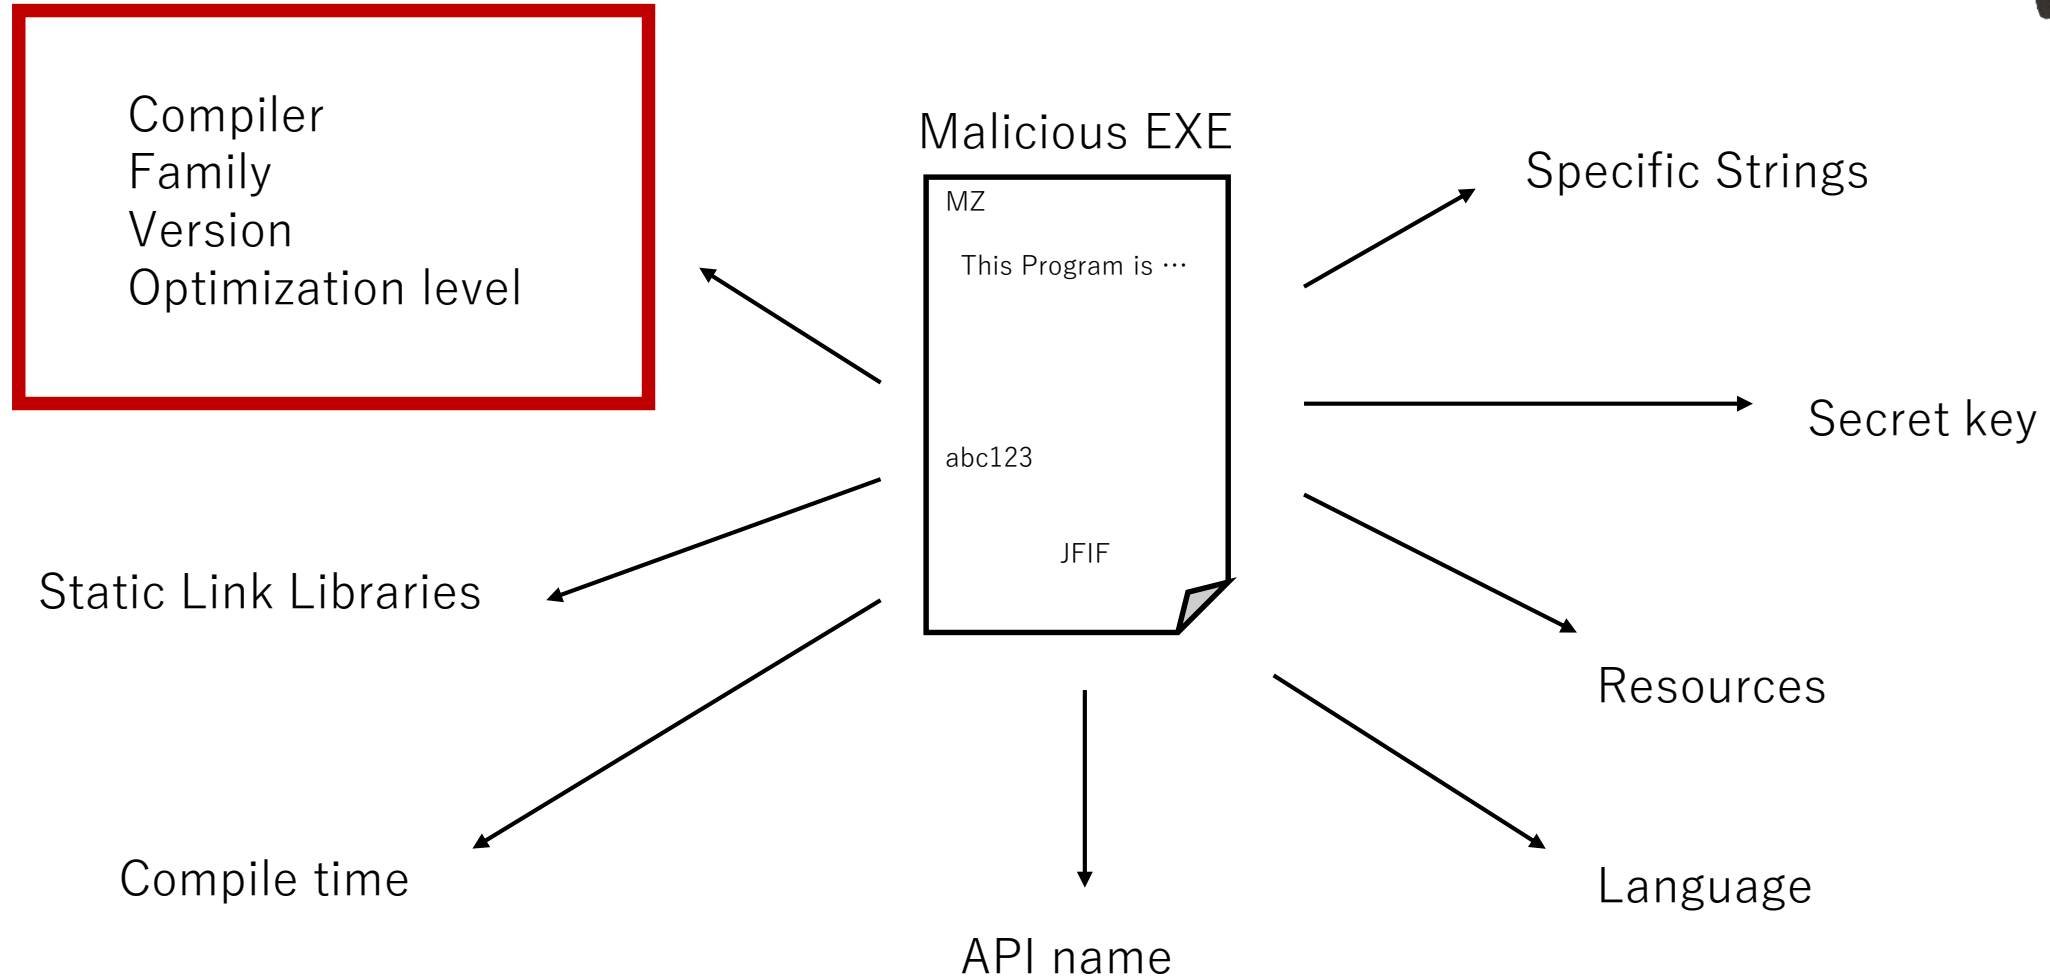 Compiler
Family
Version
Optimization level
Malicious EXE
MZ
This Program is …
abc123
JFIF
Specific Strings
Secret key
Static Link Libraries
Resources
Compile time
Language
API name